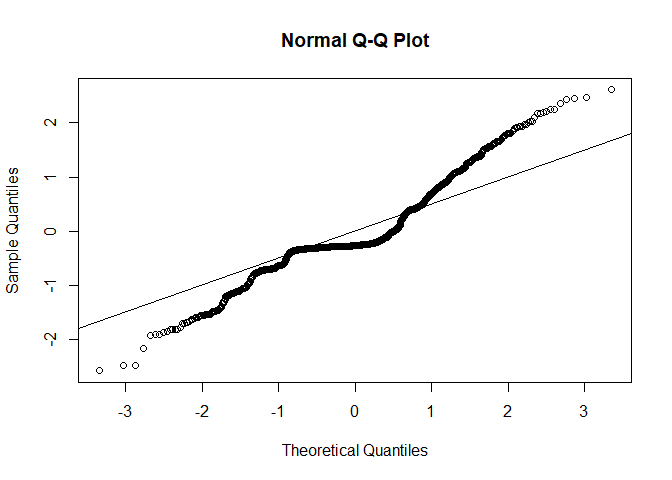 Normal Q-Q Plot
Sample Quantiles
2
1
0
-1
-2
-3 -2 -1 0 1 2 3
Theoretical Quantiles